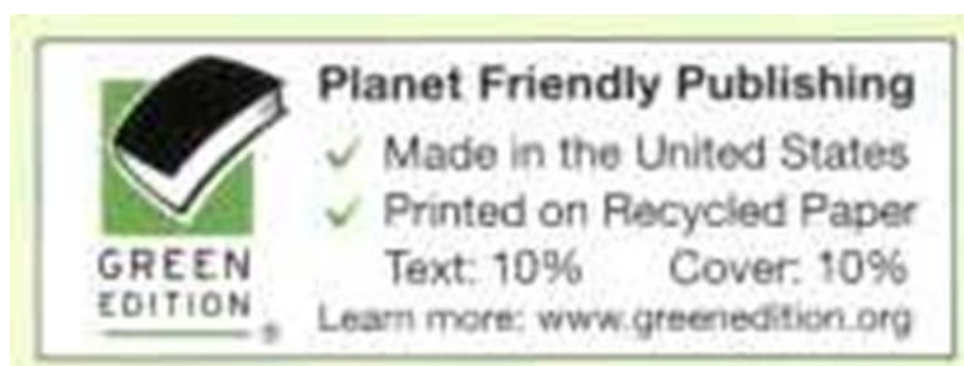 Planet Friendly Publishing
✓ Made in the United States
✓ Printed on Recycled Paper
Text: 10% Cover: 10%
Learn more: www.greenedition.org
GREEN
EDITION
®